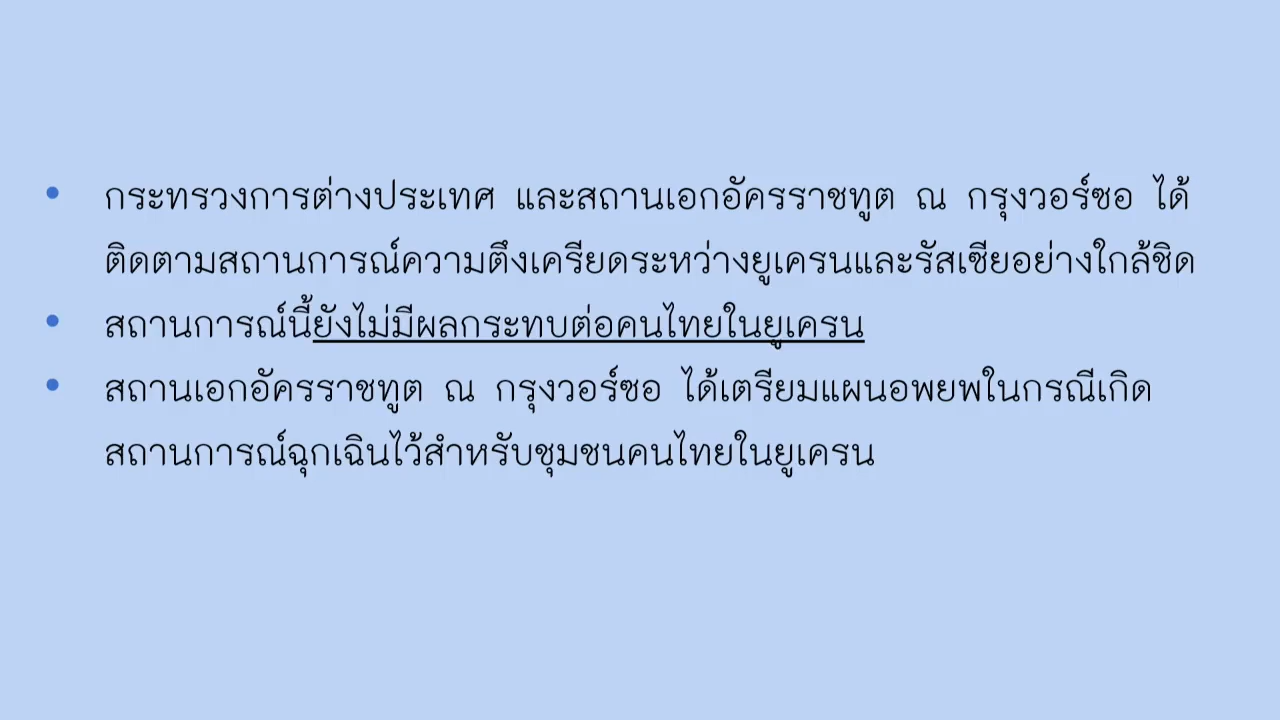 • กระทรวงการต่างประเทศ และสถานเอกอัครราชทูต ณ กรุงวอร์ซอ ได้
ติดตามสถานการณ์ความตึงเครียดระหว่างยูเครนและรัสเซียอย่างใกล้ชิด
• สถานการณ์นี้ยังไม่มีผลกระทบต่อคนไทยในยูเครน
• สถานเอกอัครราชทูต ณ กรุงวอร์ซอ ได้เตรียมแผนอพยพในกรณีเกิด
สถานการณ์ฉุกเฉินไว้สำหรับชุมชนคนไทยในยูเครน